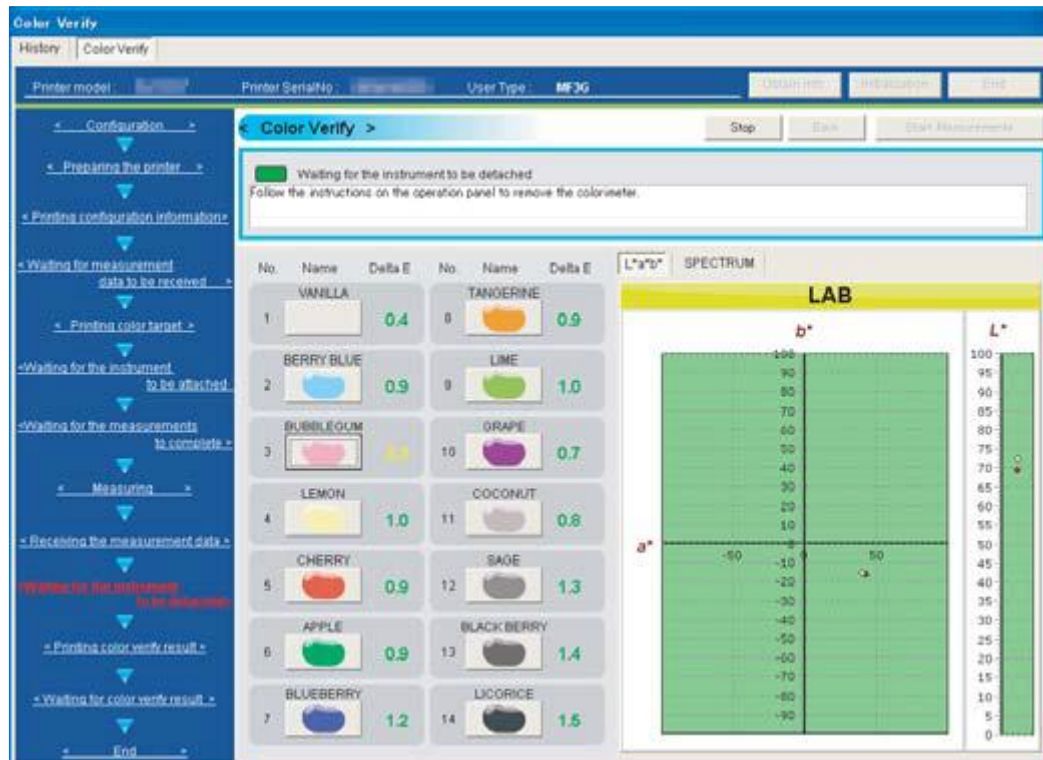 Color Verify
History Color Verify
Printer model : Printer SerialNo : User Type : MF3G
Obtain Info. Initialization End
< Configuration >
< Preparing the printer >
< Printing configuration information>
< Waiting for measurement
data to be received >
< Printing color target >
<Waiting for the instrument
to be attached
<Waiting for the measurements
to complete >
< Measuring >
< Receiving the measurement data >
<Waiting for the instrument
to be detached>
< Printing color verify result >
< Waiting for color verify result >
< End >
< Color Verify >
Stop Back Start Measurements
Waiting for the instrument to be detached
Follow the instructions on the operation panel to remove the colorimeter.
No. Name Delta E No. Name Delta E
1 VANILLA 0.4
2 BERRY BLUE 0.9
3 BUBBLEGUM
4 LEMON 1.0
5 CHERRY 0.9
6 APPLE 0.9
7 BLUEBERRY 1.2
8 TANGERINE 0.9
9 LIME 1.0
10 GRAPE 0.7
11 COCONUT 0.8
12 SAGE 1.3
13 BLACK BERRY 1.4
14 LICORICE 1.5
L*a*b* SPECTRUM
LAB
b*
100
90
80
70
60
50
40
30
20
10
0
-10
-20
-30
-40
-50
-60
-70
-80
-90
a*
-50 0 50
L*
100
95
90
85
80
75
70
65
60
55
50
45
40
35
30
25
20
15
10
5
0